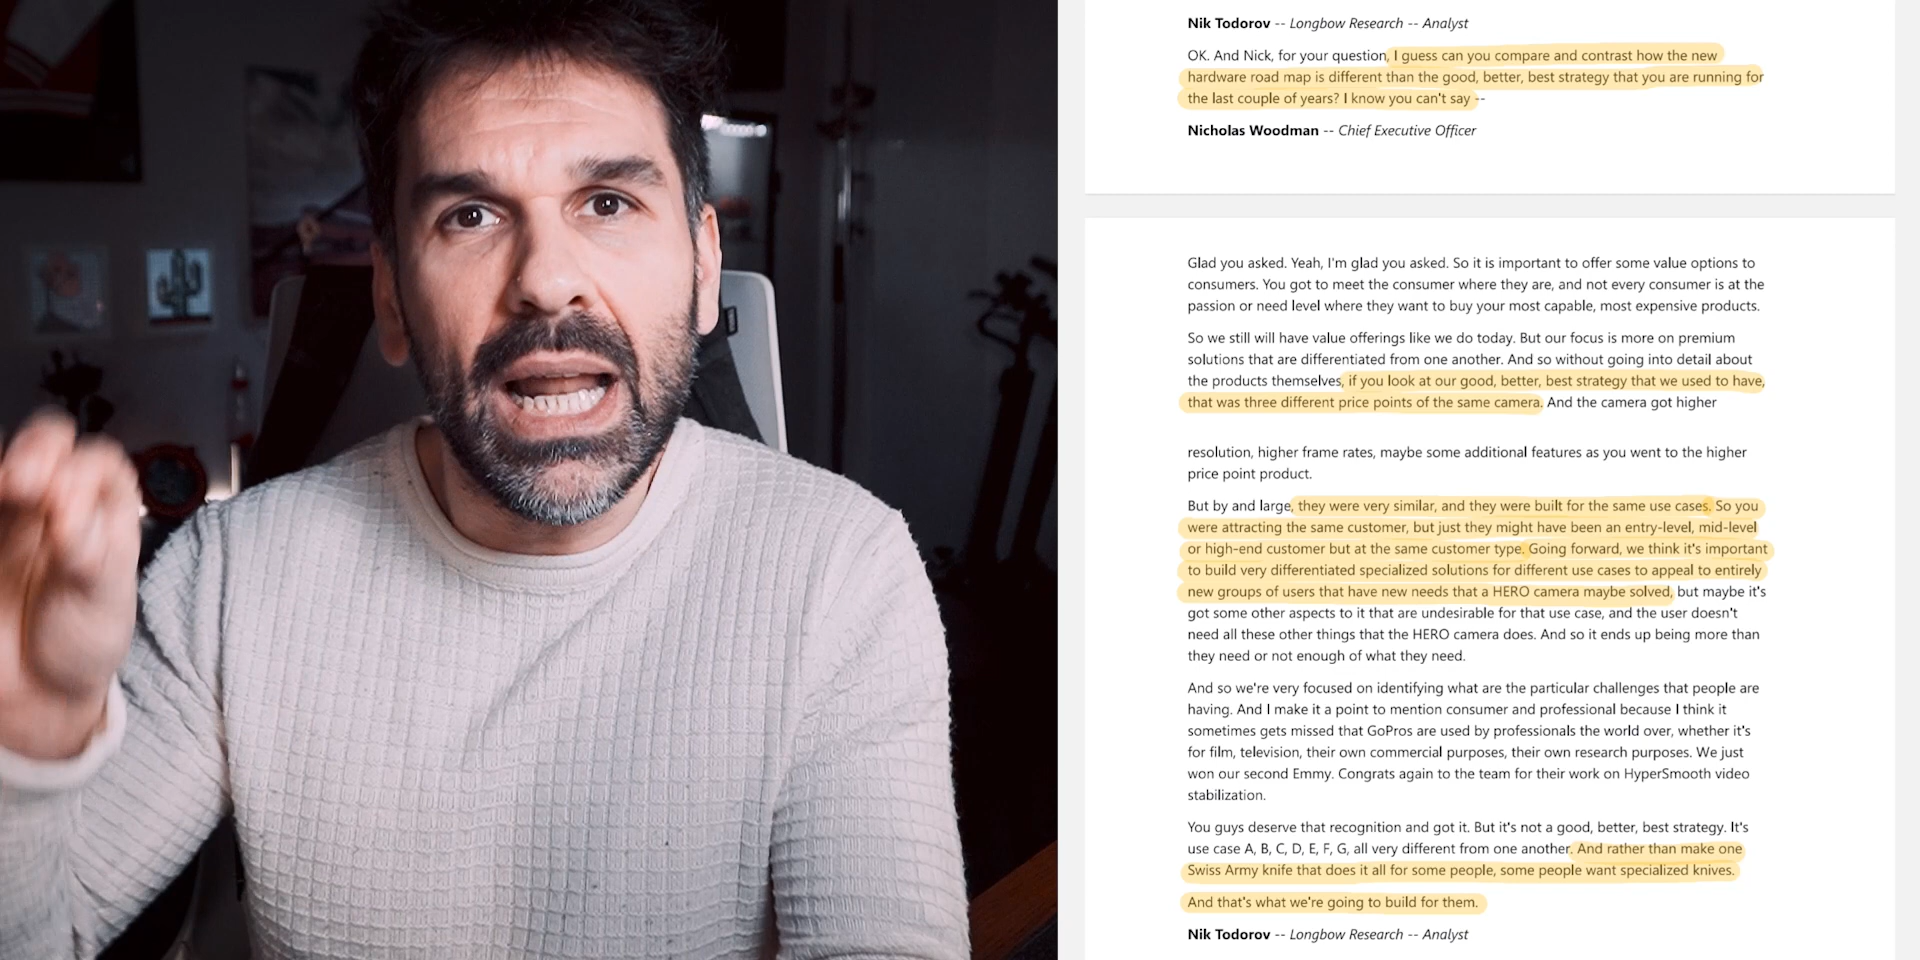 Nik Todorov -- Longbow Research -- Analyst
OK. And Nick, for your question, I guess can you compare and contrast how the new
hardware road map is different than the good, better, best strategy that you are running for
the last couple of years? I know you can't say --
Nicholas Woodman -- Chief Executive Officer
Glad you asked. Yeah, I'm glad you asked. So it is important to offer some value options to
consumers. You got to meet the consumer where they are, and not every consumer is at the
passion or need level where they want to buy your most capable, most expensive products.
So we still will have value offerings like we do today. But our focus is more on premium
solutions that are differentiated from one another. And so without going into detail about
the products themselves, if you look at our good, better, best strategy that we used to have,
that was three different price points of the same camera. And the camera got higher
resolution, higher frame rates, maybe some additional features as you went to the higher
price point product.
But by and large, they were very similar, and they were built for the same use cases. So you
were attracting the same customer, but just they might have been an entry-level, mid-level
or high-end customer but at the same customer type. Going forward, we think it's important
to build very differentiated specialized solutions for different use cases to appeal to entirely
new groups of users that have new needs that a HERO camera maybe solved, but maybe it's
got some other aspects to it that are undesirable for that use case, and the user doesn't
need all these other things that the HERO camera does. And so it ends up being more than
they need or not enough of what they need.
And so we're very focused on identifying what are the particular challenges that people are
having. And I make it a point to mention consumer and professional because I think it
sometimes gets missed that GoPros are used by professionals the world over, whether it's
for film, television, their own commercial purposes, their own research purposes. We just
won our second Emmy. Congrats again to the team for their work on HyperSmooth video
stabilization.
You guys deserve that recognition and got it. But it's not a good, better, best strategy. It's
use case A, B, C, D, E, F, G, all very different from one another. And rather than make one
Swiss Army knife that does it all for some people, some people want specialized knives.
And that's what we're going to build for them.
Nik Todorov -- Longbow Research -- Analyst